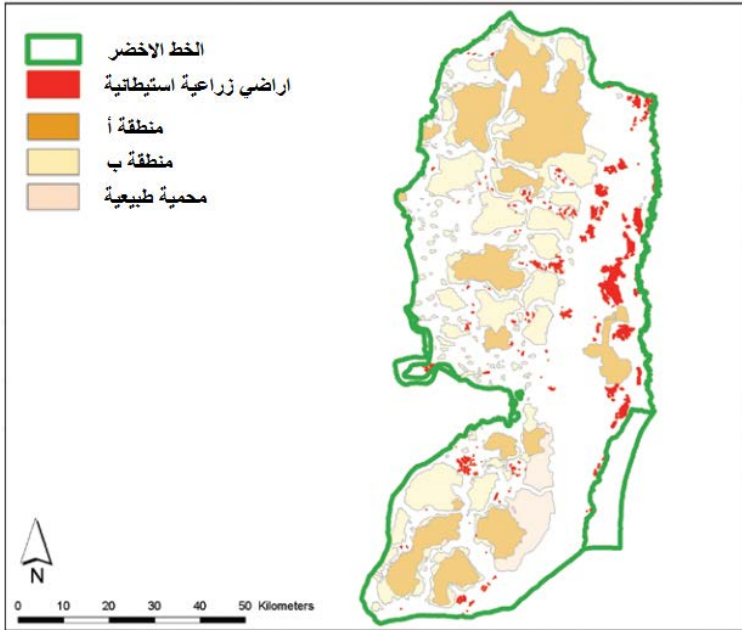 الخط الاخضر
اراضي زراعية استيطانية
منطقة أ
منطقة ب
محمية طبيعية
N
0 10 20 30 40 50 Kilometers